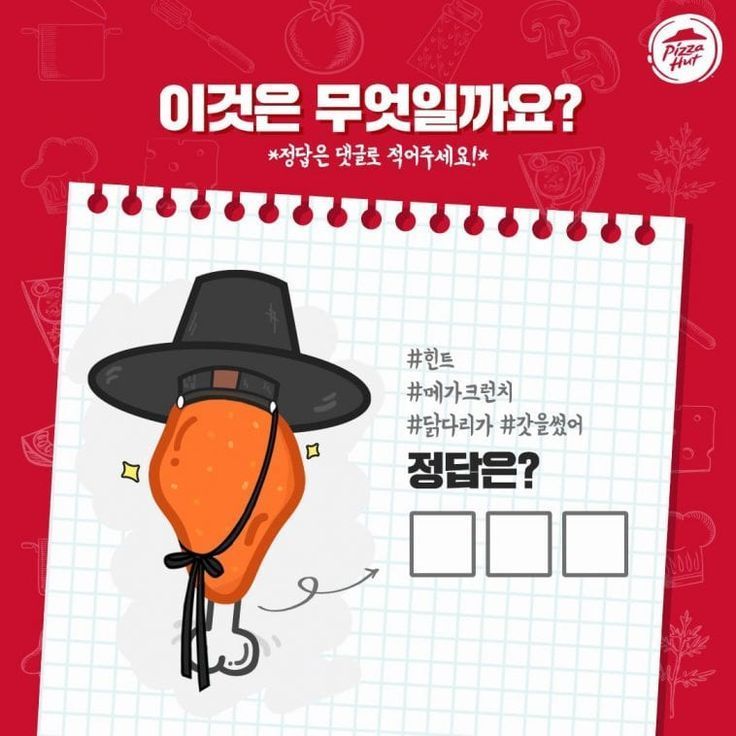 Pizza
Hut
이것은 무엇일까요?
*정답은 댓글로 적어주세요!*
#힌트
#메가크런치
#닭다리가 #갓을썼어
정답은?